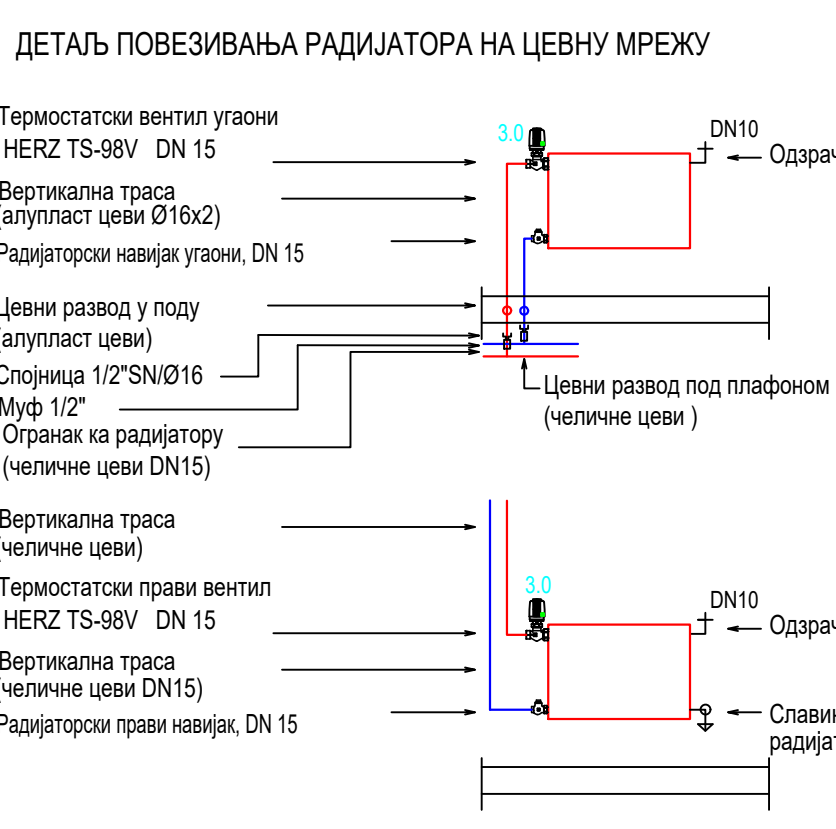 ДЕТАЉ ПОВЕЗИВАЊА РАДИЈАТОРА НА ЦЕВНУ МРЕЖУ
Термостатски вентил угаони
HERZ TS-98V DN 15
Вертикална траса
(алупласт цеви Ø16x2)
Радијаторски навијак угаони, DN 15
Цевни развод у поду
(алупласт цеви)
Спојница 1/2"SN/Ø16
Муф 1/2"
Огранак ка радијатору
(челичне цеви DN15)
3.0
DN10
Цевни развод под плафоном
(челичне цеви )
Вертикална траса
(челичне цеви)
Термостатски прави вентил
HERZ TS-98V DN 15
Вертикална траса
(челичне цеви DN15)
Радијаторски прави навијак, DN 15
3.0
DN10